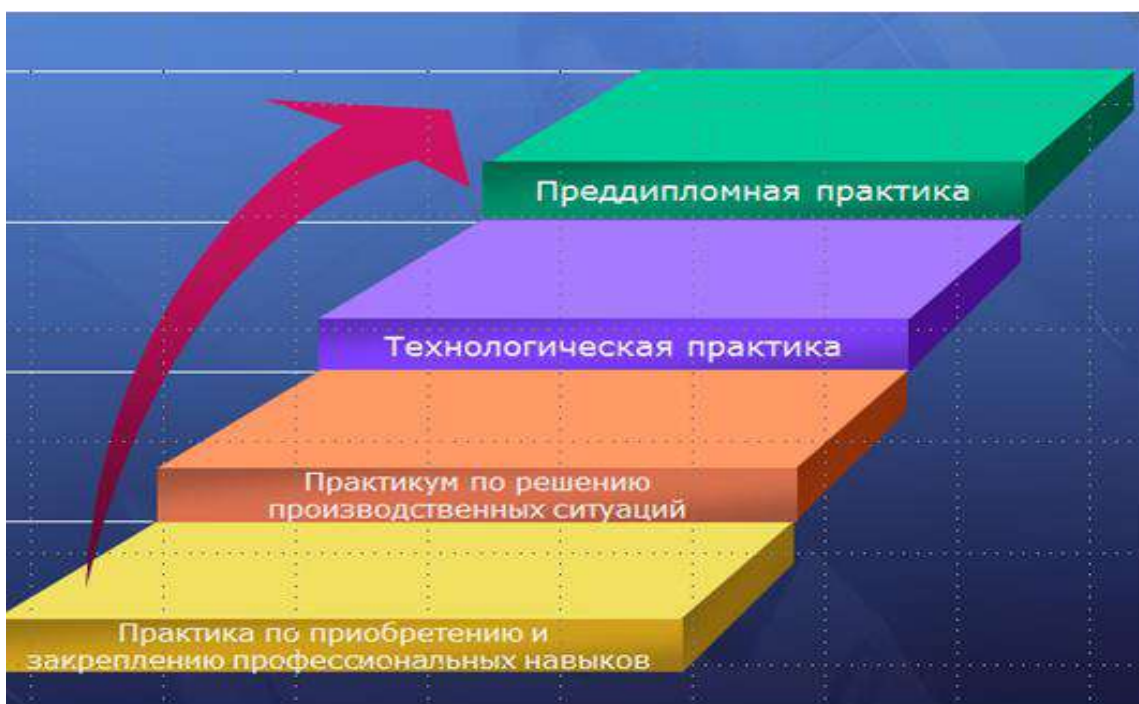 Преддипломная практика
Технологическая практика
Практикум по решению
производственных ситуаций
Практика по приобретению и
закреплению профессиональных навыков